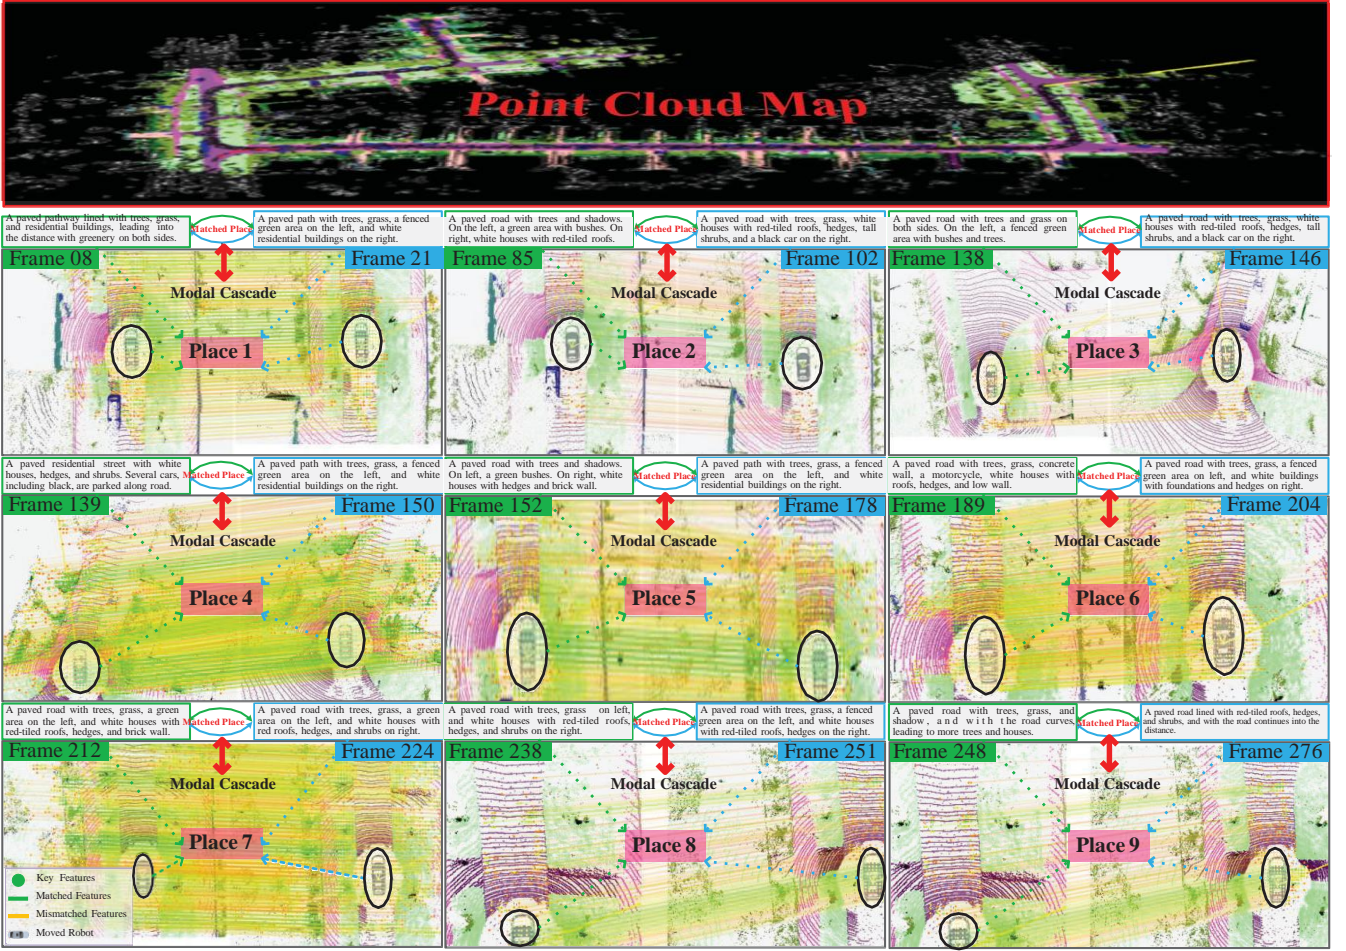 Point Cloud Map
A paved pathway lined with trees, grass,
and residential buildings, leading into
the distance with greenery on both sides.
Matched Place
A paved path with trees, grass, a fenced
green area on the left, and white
residential buildings on the right.
Frame 08
Frame 21
Modal Cascade
Place 1
A paved road with trees and shadows.
On the left, a green area with bushes. On
right, white houses with red-tiled roofs.
Matched Place
A paved road with trees, grass, white
houses with red-tiled roofs, hedges, tall
shrubs, and a black car on the right.
Frame 85
Frame 102
Modal Cascade
Place 2
A paved road with trees and grass on
both sides. On the left, a fenced green
area with bushes and trees.
Matched Place
A paved road with trees, grass, white
houses with red-tiled roofs, hedges, tall
shrubs, and a black car on the right.
Frame 138
Frame 146
Modal Cascade
Place 3
A paved residential street with white
houses, hedges, and shrubs. Several cars,
including black, are parked along road.
Matched Place
A paved path with trees, grass, a fenced
green area on the left, and white
residential buildings on the right.
Frame 139
Frame 150
Modal Cascade
Place 4
A paved road with trees and shadows.
On left, a green bushes. On right, white
houses with hedges and brick wall.
Matched Place
A paved path with trees, grass, a fenced
green area on the left, and white
residential buildings on the right.
Frame 152
Frame 178
Modal Cascade
Place 5
A paved road with trees, grass, concrete
wall, a motorcycle, white houses with
roofs, hedges, and low wall.
Matched Place
A paved road with trees, grass, a fenced
green area on left, and white buildings
with foundations and hedges on right.
Frame 189
Frame 204
Modal Cascade
Place 6
A paved road with trees, grass, a green
area on the left, and white houses with
red-tiled roofs, hedges, and brick wall.
Matched Place
A paved road with trees, grass, a green
area on the left, and white houses with
red roofs, hedges, and shrubs on right.
Frame 212
Frame 224
Modal Cascade
Place 7
Key Features
Matched Features
Mismatched Features
Moved Robot
A paved road with trees, grass on left,
and white houses with red-tiled roofs,
hedges, and shrubs on the right.
Matched Place
A paved road with trees, grass, a fenced
green area on the left, and white houses
with red-tiled roofs, hedges on the right.
Frame 238
Frame 251
Modal Cascade
Place 8
A paved road with trees, grass, and
shadow, and with the road curves,
leading to more trees and houses.
Matched Place
A paved road lined with red-tiled roofs, hedges,
and shrubs, and with the road continues into the
distance.
Frame 248
Frame 276
Modal Cascade
Place 9